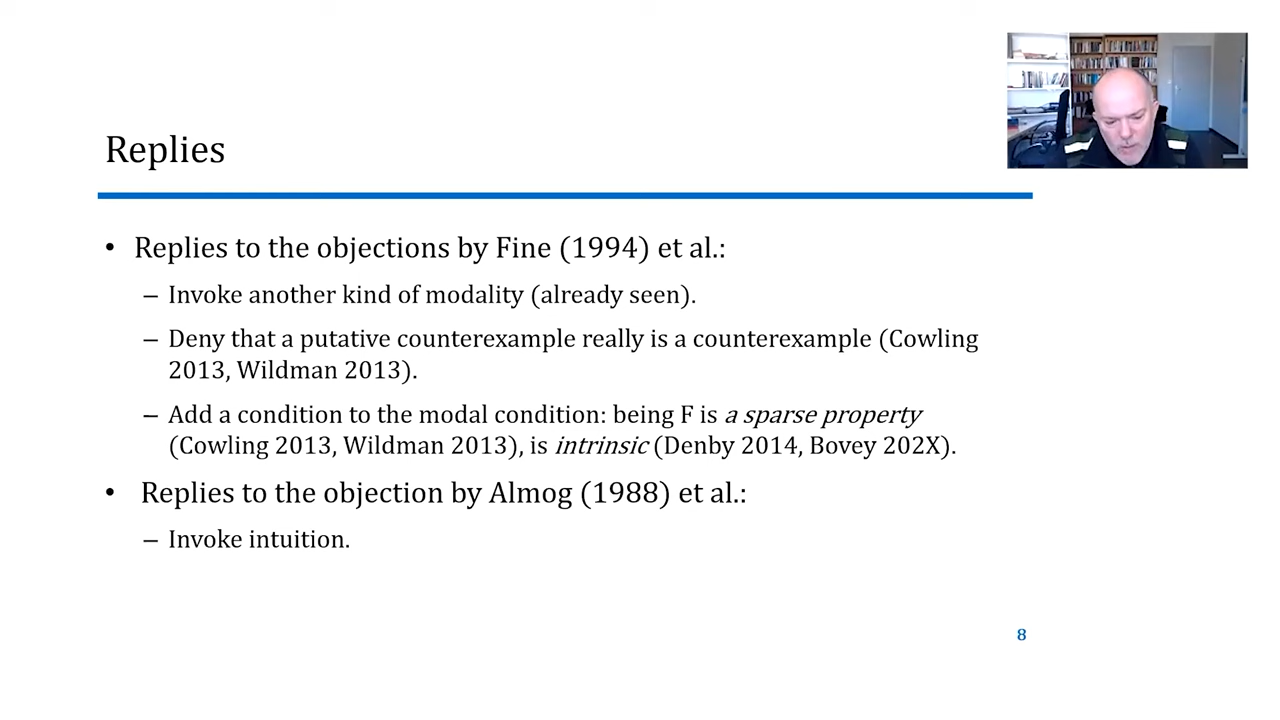 Replies
• Replies to the objections by Fine (1994) et al.:
– Invoke another kind of modality (already seen).
– Deny that a putative counterexample really is a counterexample (Cowling
2013, Wildman 2013).
– Add a condition to the modal condition: being F is a sparse property
(Cowling 2013, Wildman 2013), is intrinsic (Denby 2014, Bovey 202X).
• Replies to the objection by Almog (1988) et al.:
– Invoke intuition.
8